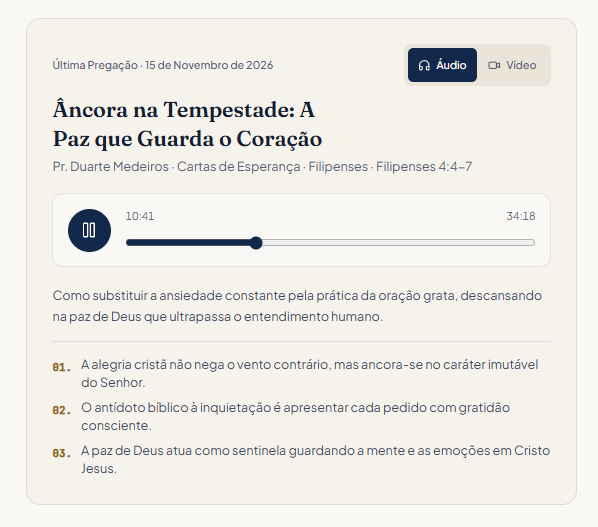 Última Pregação · 15 de Novembro de 2026
Áudio
Vídeo
Âncora na Tempestade: A
Paz que Guarda o Coração
Pr. Duarte Medeiros · Cartas de Esperança · Filipenses · Filipenses 4:4–7
10:41
34:18
Como substituir a ansiedade constante pela prática da oração grata, descansando
na paz de Deus que ultrapassa o entendimento humano.
01. A alegria cristã não nega o vento contrário, mas ancora-se no caráter imutável
do Senhor.
02. O antídoto bíblico à inquietação é apresentar cada pedido com gratidão
consciente.
03. A paz de Deus atua como sentinela guardando a mente e as emoções em Cristo
Jesus.